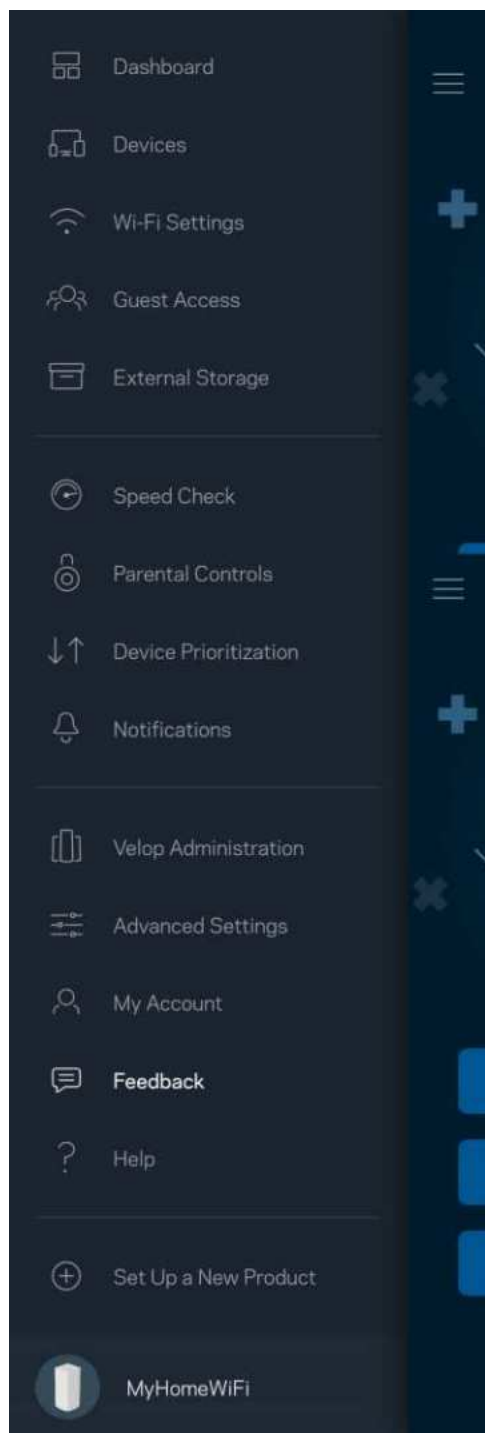 Dashboard
Devices
Wi-Fi Settings
Guest Access
External Storage
Speed Check
Parental Controls
Device Prioritization
Notifications
Velop Administration
Advanced Settings
My Account
Feedback
Help
Set Up a New Product
MyHomeWiFi